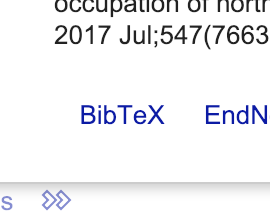 occupation of north
2017 Jul;547(7663
BibTeX EndN
s »